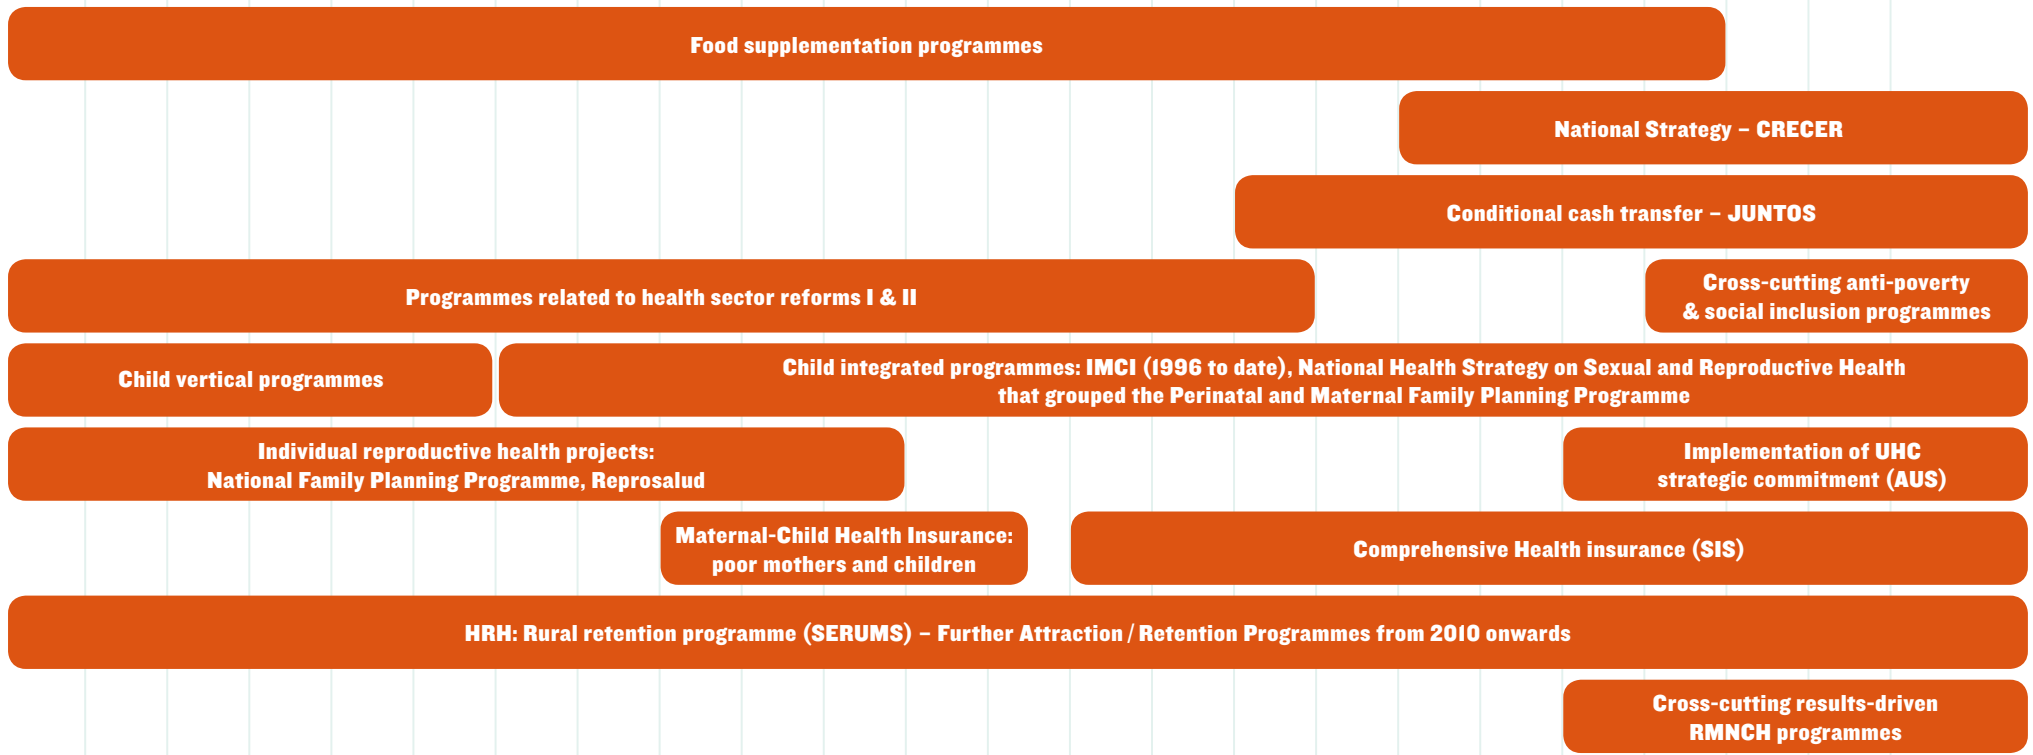 Food supplementation programmes
National Strategy – CRECER
Conditional cash transfer – JUNTOS
Programmes related to health sector reforms I & II
Cross-cutting anti-poverty
& social inclusion programmes
Child vertical programmes
Child integrated programmes: IMCI (1996 to date), National Health Strategy on Sexual and Reproductive Health
that grouped the Perinatal and Maternal Family Planning Programme
Individual reproductive health projects:
National Family Planning Programme, Reprosalud
Implementation of UHC
strategic commitment (AUS)
Maternal-Child Health Insurance:
poor mothers and children
Comprehensive Health insurance (SIS)
HRH: Rural retention programme (SERUMS) – Further Attraction / Retention Programmes from 2010 onwards
Cross-cutting results-driven
RMNCH programmes